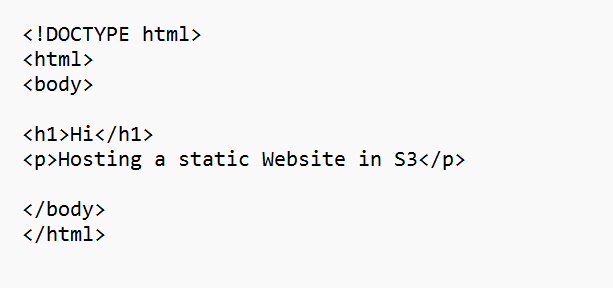 <!DOCTYPE html>
<html>
<body>
<h1>Hi</h1>
<p>Hosting a static Website in S3</p>
</body>
</html>